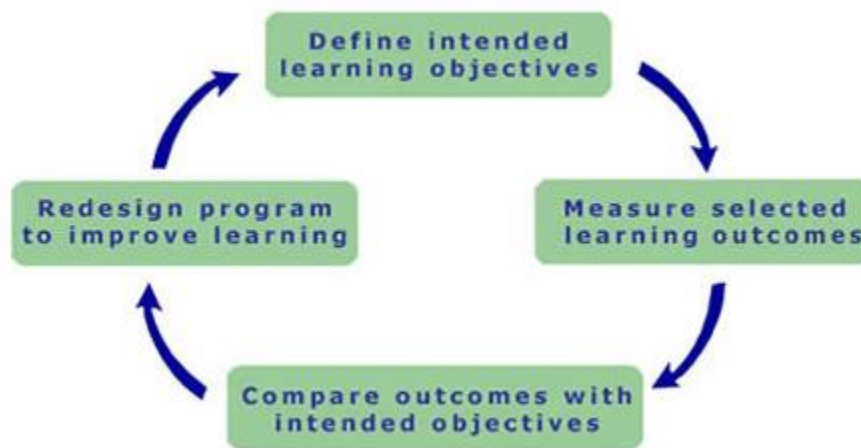 Define intended
learning objectives
Redesign program
to improve learning
Measure selected
learning outcomes
Compare outcomes with
intended objectives